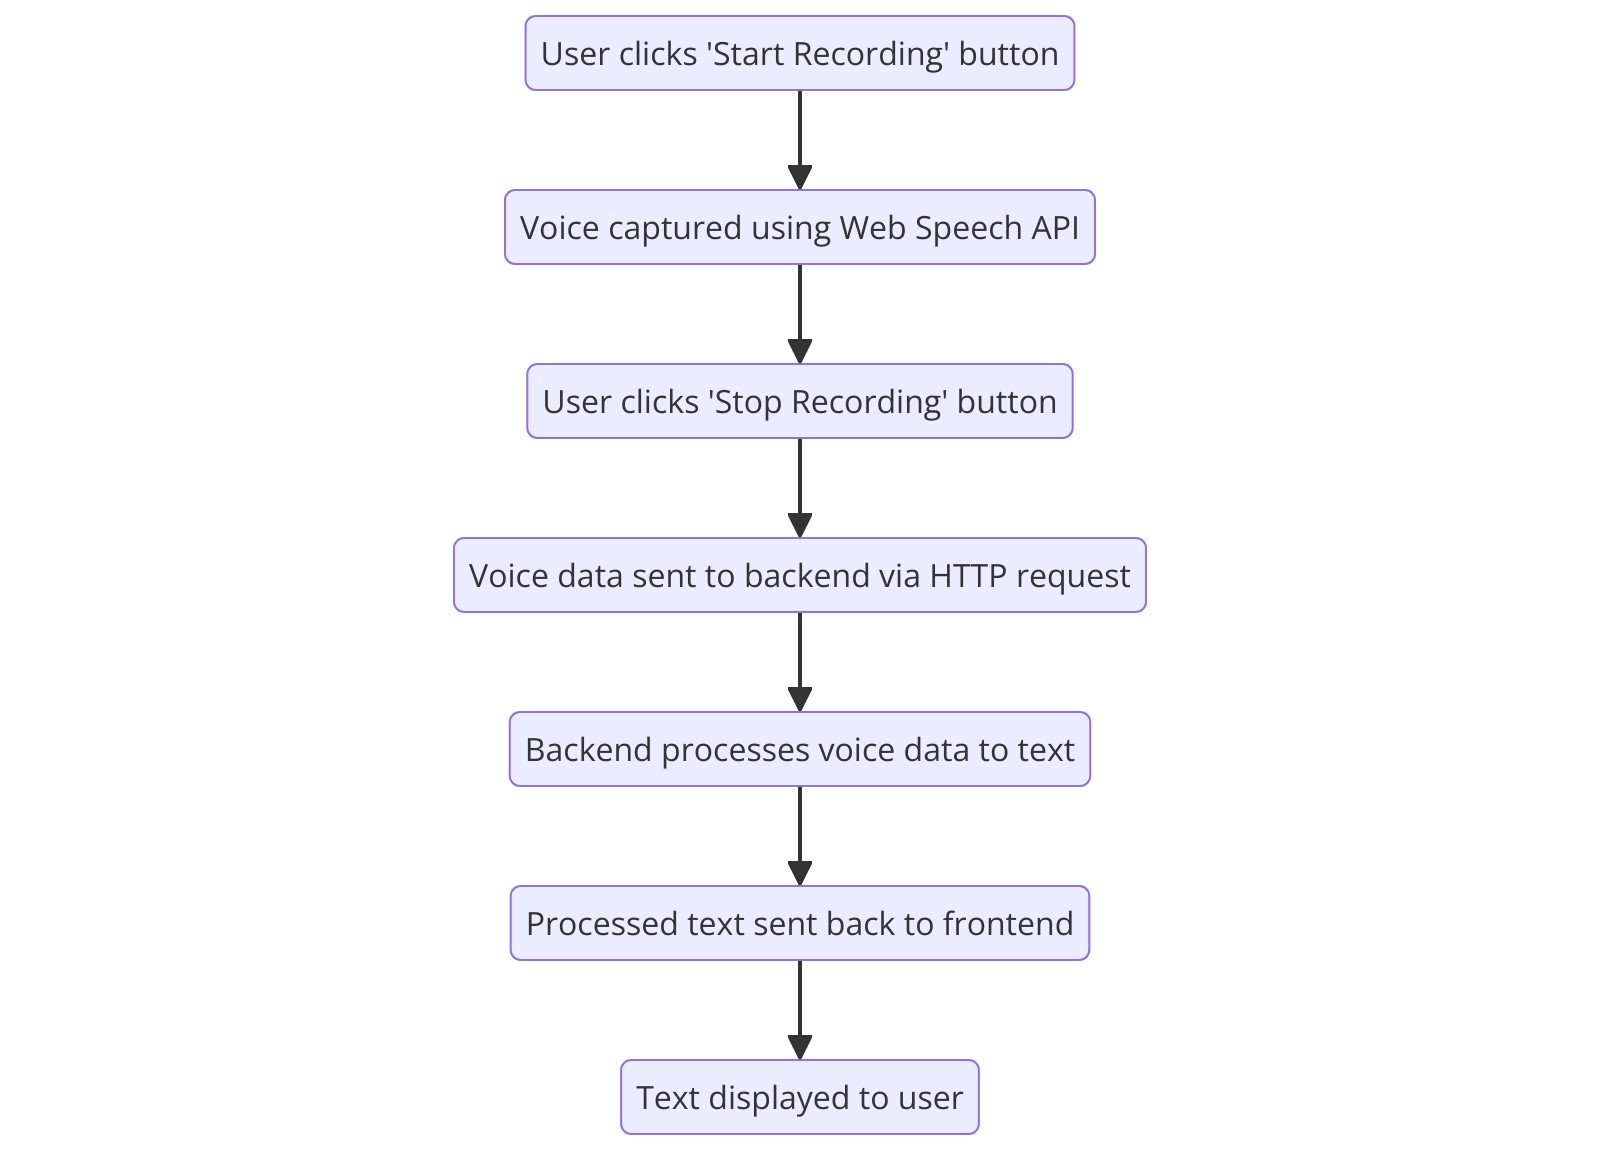 User clicks 'Start Recording' button
Voice captured using Web Speech API
User clicks 'Stop Recording' button
Voice data sent to backend via HTTP request
Backend processes voice data to text
Processed text sent back to frontend
Text displayed to user